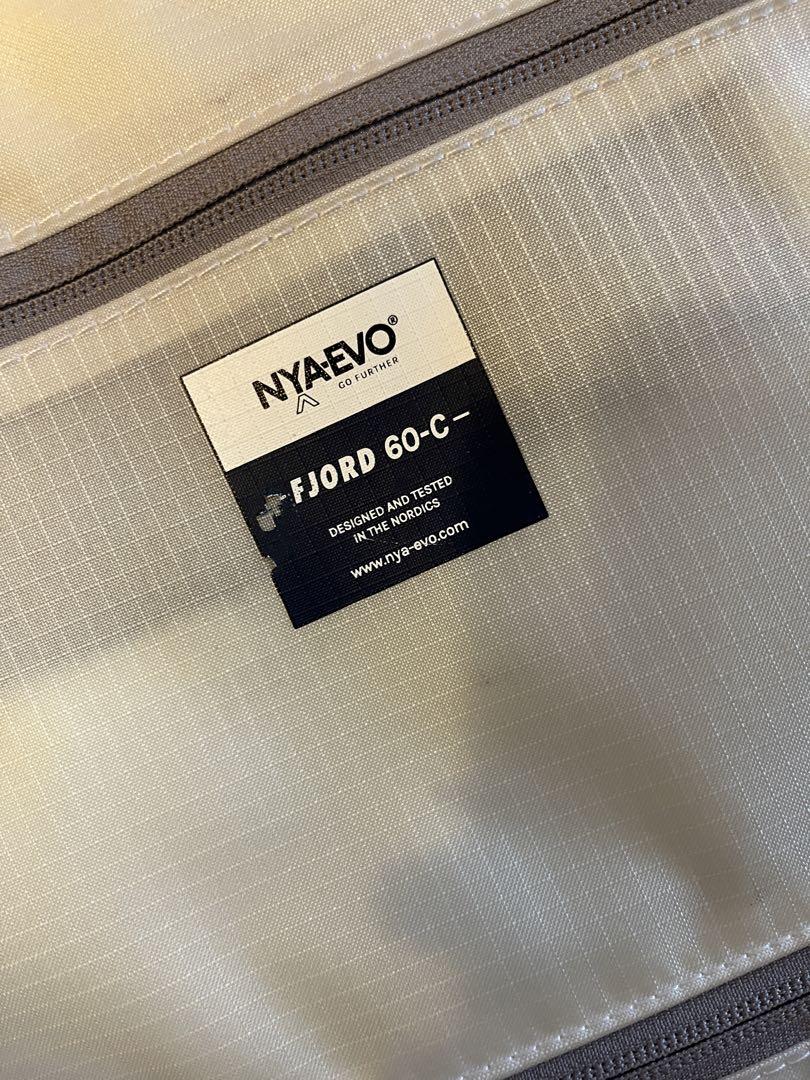 NYA-EVO®
GO FURTHER
FJORD 60-C-
DESIGNED AND TESTED
IN THE NORDICS
www.nya-evo.com